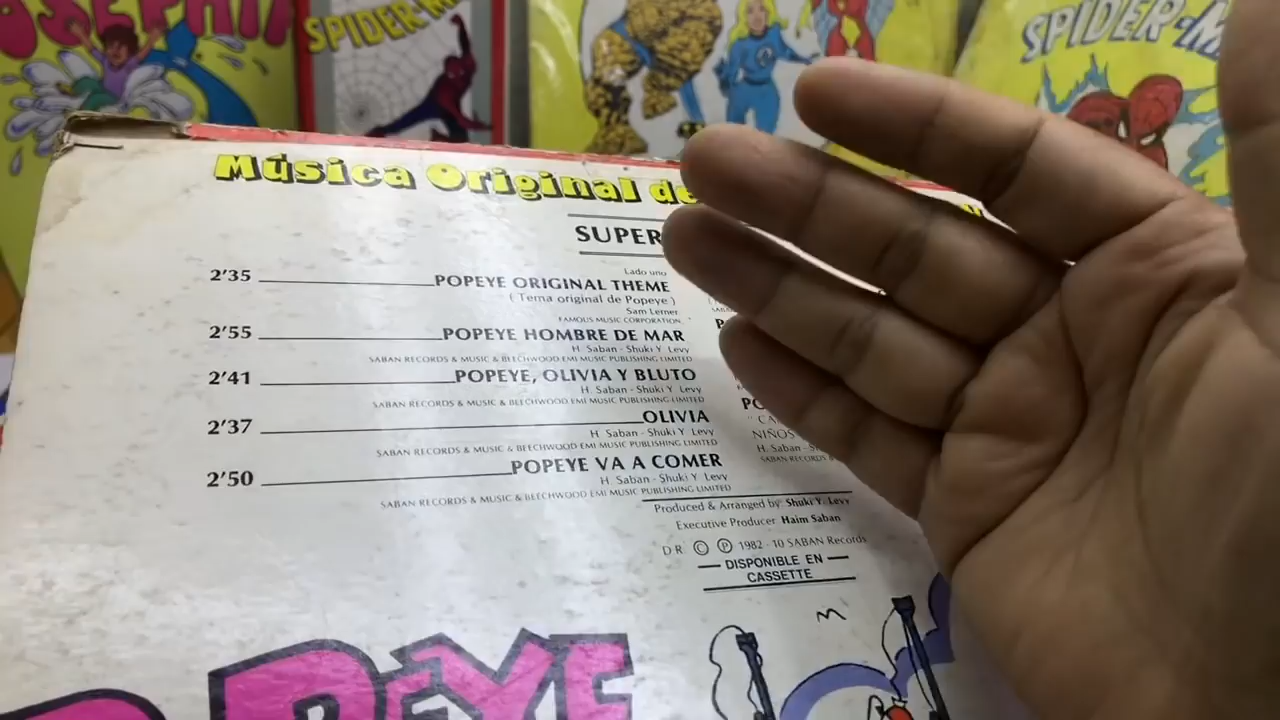 SPIDER-M
SPIDER-M
Música Original de
SUPER
Lado uno
2'35 POPEYE ORIGINAL THEME
( Tema original de Popeye )
Sam Lerner
FAMOUS MUSIC CORPORATION.
2'55 POPEYE HOMBRE DE MAR
H. Saban - Shuki Y. Levy
SABAN RECORDS & MUSIC & BEECHWOOD EMI MUSIC PUBLISHING LIMITED
2'41 POPEYE, OLIVIA Y BLUTO
H. Saban - Shuki Y. Levy
SABAN RECORDS & MUSIC & BEECHWOOD EMI MUSIC PUBLISHING LIMITED
2'37 OLIVIA
H. Saban - Shuki Y. Levy
SABAN RECORDS & MUSIC & BEECHWOOD EMI MUSIC PUBLISHING LIMITED
2'50 POPEYE VA A COMER
H. Saban - Shuki Y. Levy
SABAN RECORDS & MUSIC & BEECHWOOD EMI MUSIC PUBLISHING LIMITED
NIÑOS
H. Saban - S
SABAN RECORDS &
Produced & Arranged by: Shuki Y. Levy
Executive Producer Haim Saban
D R © ℗ 1982 - 10 SABAN Records
DISPONIBLE EN
CASSETTE
PEYE